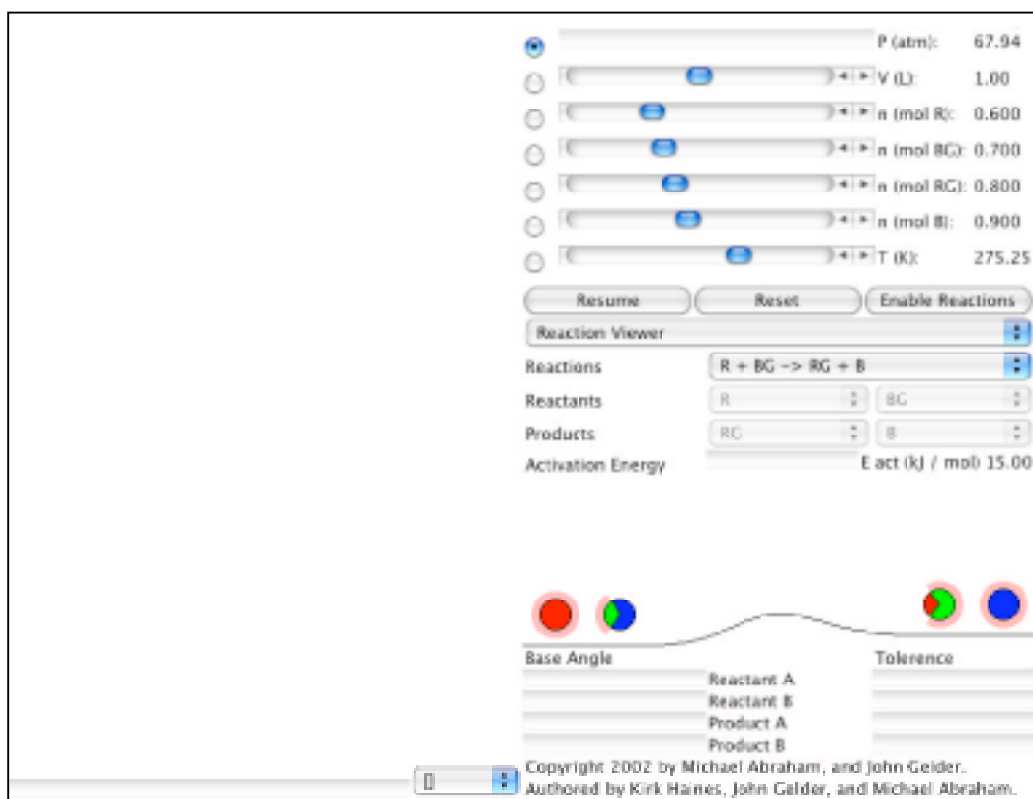 P (atm): 67.94
V (L): 1.00
n (mol R): 0.600
n (mol BG): 0.700
n (mol RG): 0.800
n (mol B): 0.900
T (K): 275.25
Resume Reset Enable Reactions
Reaction Viewer
Reactions R + BG -> RG + B
Reactants R BG
Products RG B
Activation Energy E act (kJ / mol) 15.00
Base Angle Tolerence
Reactant A
Reactant B
Product A
Product B
Copyright 2002 by Michael Abraham, and John Gelder.
Authored by Kirk Haines, John Gelder, and Michael Abraham.